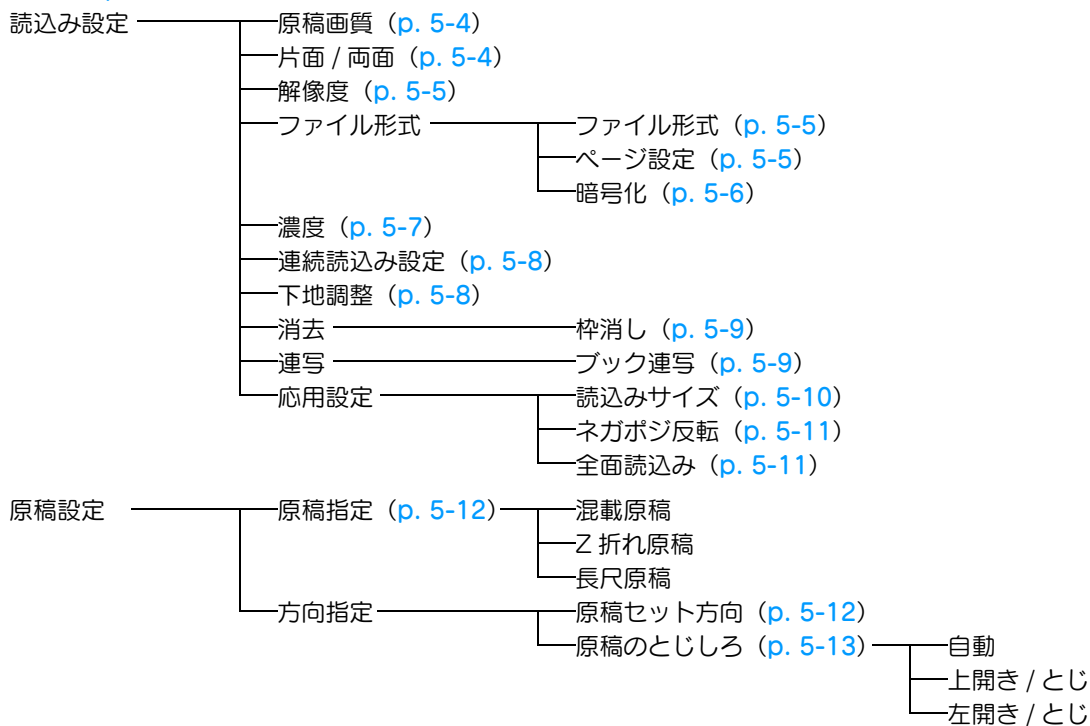 読込み設定 原稿画質（p. 5-4）
片面 / 両面（p. 5-4）
解像度（p. 5-5）
ファイル形式 ファイル形式（p. 5-5）
ページ設定（p. 5-5）
暗号化（p. 5-6）
濃度（p. 5-7）
連続読込み設定（p. 5-8）
下地調整（p. 5-8）
消去 枠消し（p. 5-9）
連写 ブック連写（p. 5-9）
応用設定 読込みサイズ（p. 5-10）
ネガポジ反転（p. 5-11）
全面読込み（p. 5-11）
原稿設定 原稿指定（p. 5-12） 混載原稿
Z 折れ原稿
長尺原稿
方向指定 原稿セット方向（p. 5-12）
原稿のとじしろ（p. 5-13） 自動
上開き / とじ
左開き / とじ